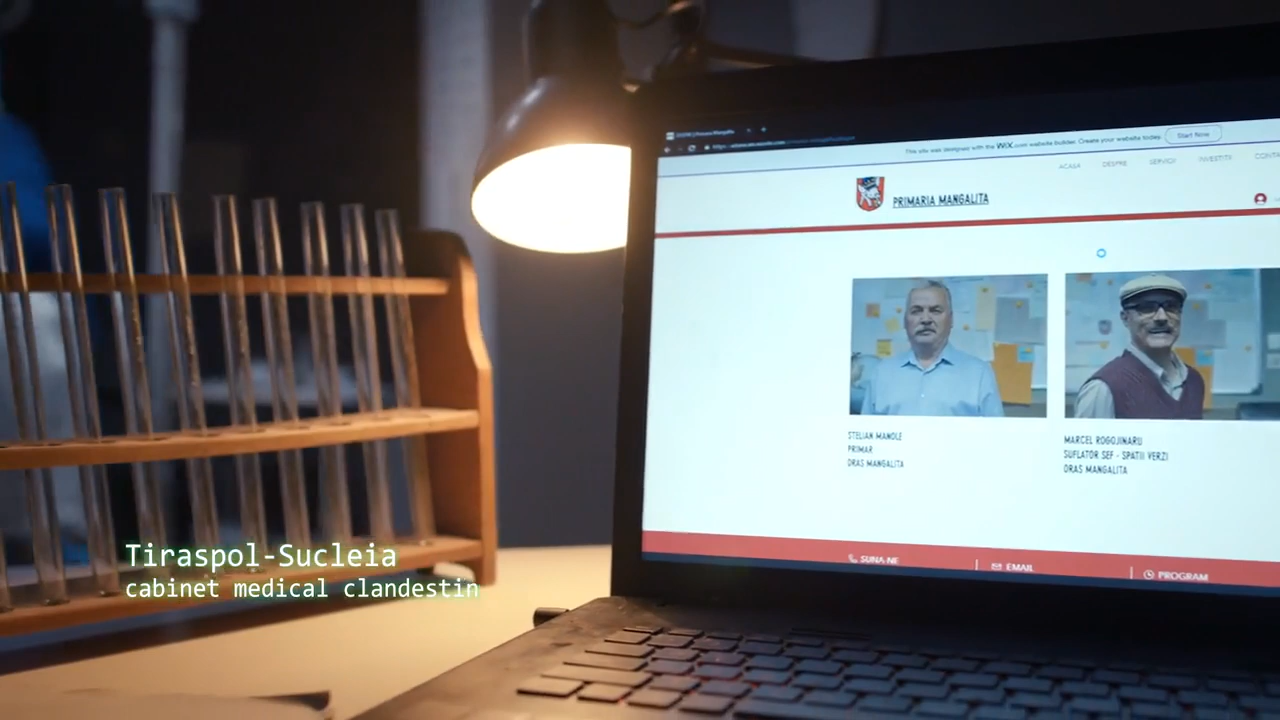 This site was designed with the WIX.com website builder. Create your website today. Start Now
ACASA DESPRE SERVICII INVESTITII
PRIMARIA MANGALITA
STELIAN MANOLE
PRIMAR
ORAS MANGALITA
MARCEL ROGOJINARU
SUFLATOR SEF - SPATII VERZI
ORAS MANGALITA
SUNA-NE
EMAIL
PROGRAM
Tiraspol-Sucleia
cabinet medical clandestin